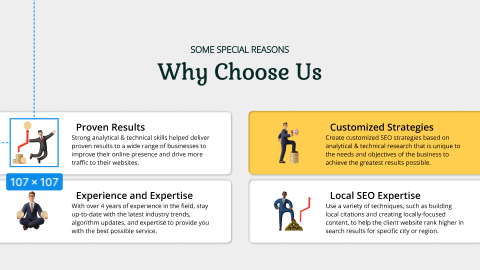 SOME SPECIAL REASONS
Why Choose Us
Proven Results
Strong analytical & technical skills helped deliver
proven results to a wide range of businesses to
improve their online presence and drive more
traffic to their websites.
Customized Strategies
Create customized SEO strategies based on
analytical & technical research that is unique to
the needs and objectives of the business to
achieve the greatest results possible.
107 × 107
Experience and Expertise
With over 4 years of experience in the field, stay
up-to-date with the latest industry trends,
algorithm updates, and expertise to provide you
with the best possible service.
Local SEO Expertise
Use a variety of techniques, such as building
local citations and creating locally-focused
content, to help the client website rank higher in
search results for specific city or region.